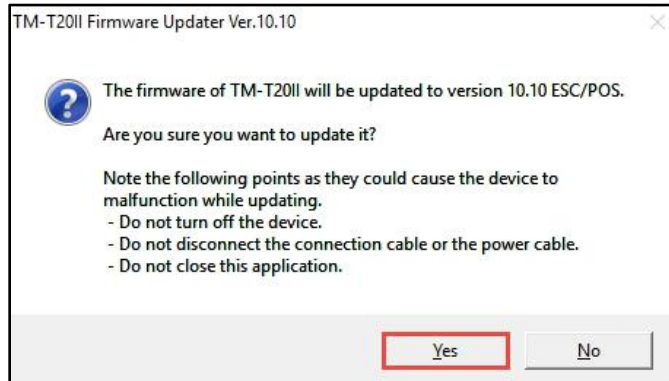 TM-T20II Firmware Updater Ver.10.10
The firmware of TM-T20II will be updated to version 10.10 ESC/POS.
Are you sure you want to update it?
Note the following points as they could cause the device to
malfunction while updating.
- Do not turn off the device.
- Do not disconnect the connection cable or the power cable.
- Do not close this application.
Yes No